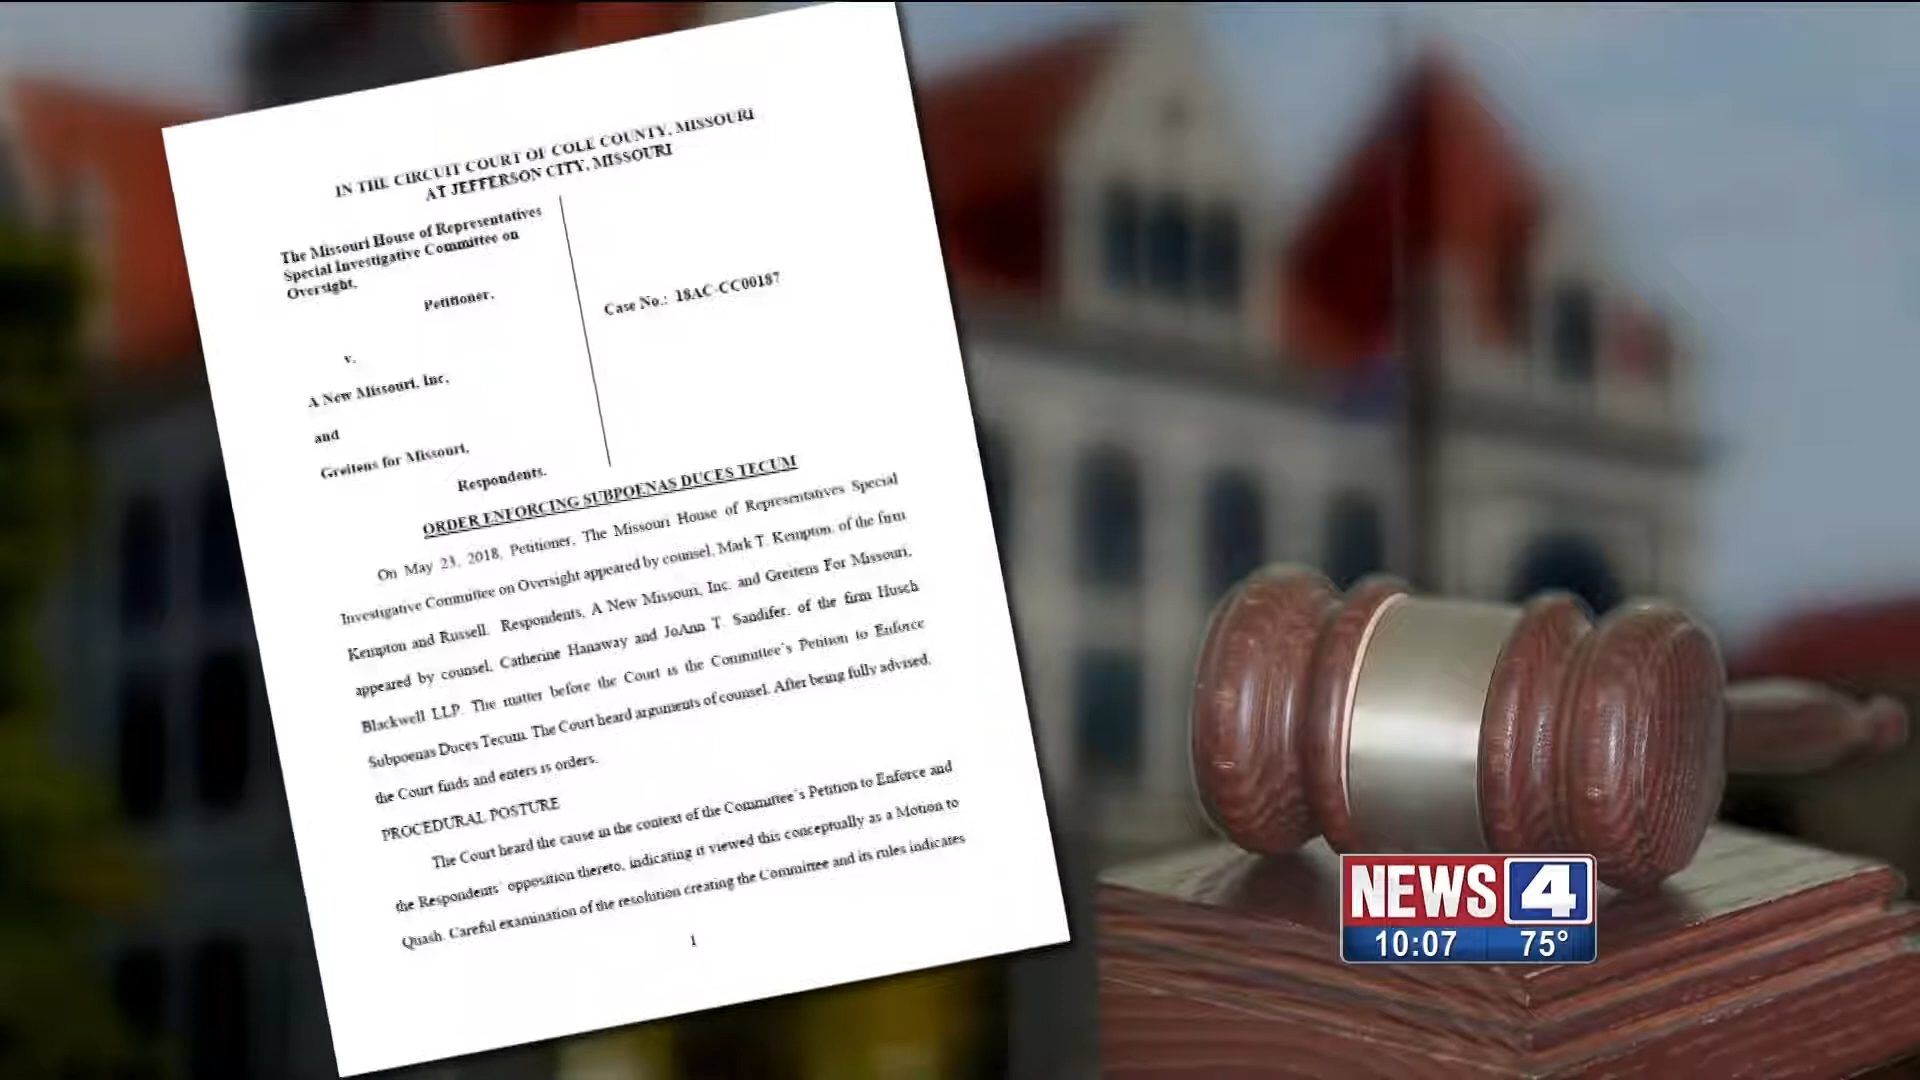 IN THE CIRCUIT COURT OF COLE COUNTY, MISSOURI
AT JEFFERSON CITY, MISSOURI
The Missouri House of Representatives
Special Investigative Committee on
Oversight,
Petitioner,
Case No.: 18AC-CC00187
v.
A New Missouri, Inc.
and
Greitens for Missouri,
Respondents.
ORDER ENFORCING SUBPOENAS DUCES TECUM
On May 23, 2018, Petitioner, The Missouri House of Representatives Special
Investigative Committee on Oversight appeared by counsel, Mark T. Kempton, of the firm
Kempton and Russell. Respondents, A New Missouri, Inc. and Greitens For Missouri,
appeared by counsel, Catherine Hanaway and JoAnn T. Sandifer, of the firm Husch
Blackwell LLP. The matter before the Court is the Committee's Petition to Enforce
Subpoenas Duces Tecum. The Court heard arguments of counsel. After being fully advised,
the Court finds and enters is orders.
PROCEDURAL POSTURE
The Court heard the cause in the context of the Committee's Petition to Enforce and
the Respondents' opposition thereto, indicating it viewed this conceptually as a Motion to
Quash. Careful examination of the resolution creating the Committee and its rules indicates
1
NEWS 4
10:07 75°